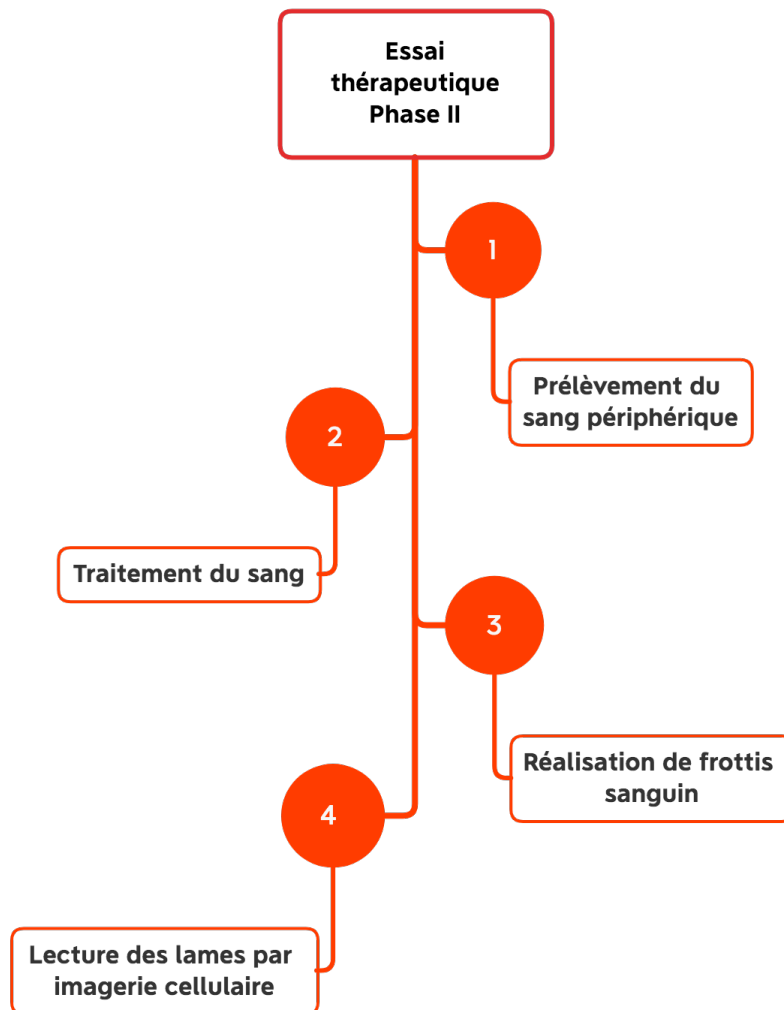 Essai
thérapeutique
Phase II
1
Prélèvement du
sang périphérique
2
Traitement du sang
3
Réalisation de frottis
sanguin
4
Lecture des lames par
imagerie cellulaire